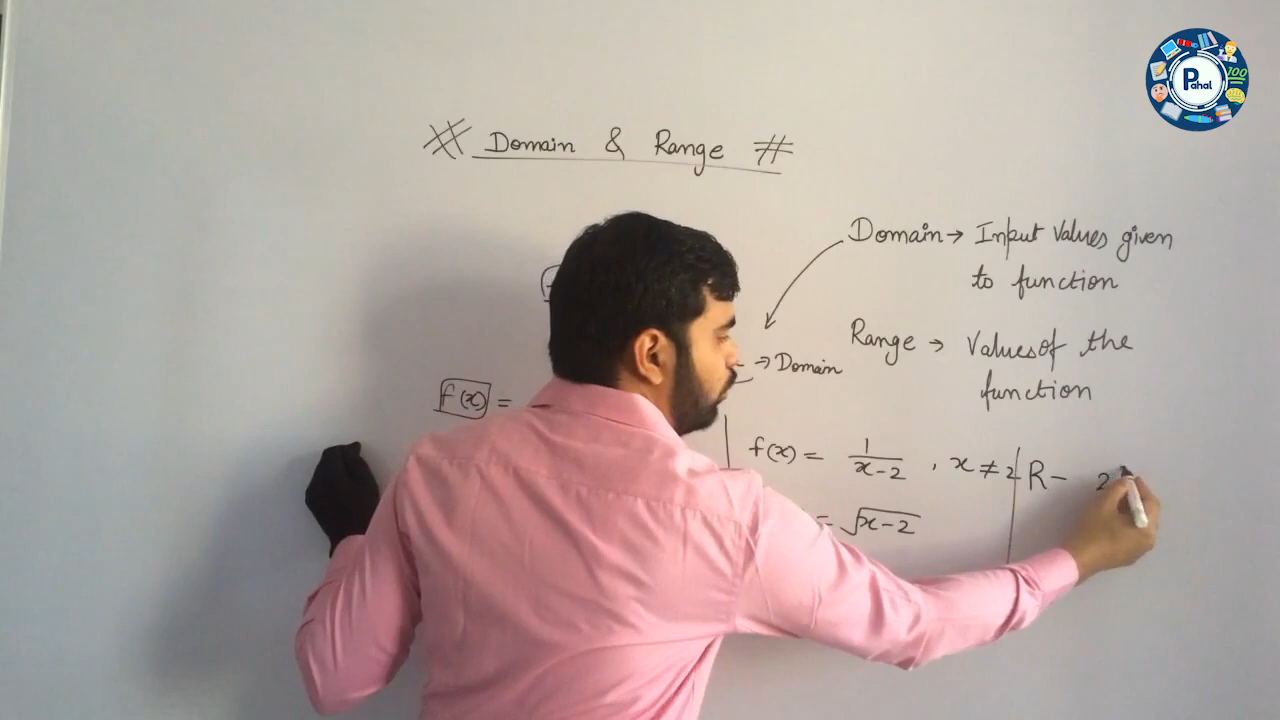 Pahal
100
# Domain & Range #
Domain → Input values given
to function
Range → Values of the
function
→ Domain
f(x) =
f(x) = 1/(x-2) , x ≠ 2
= √(x-2)
R - 2